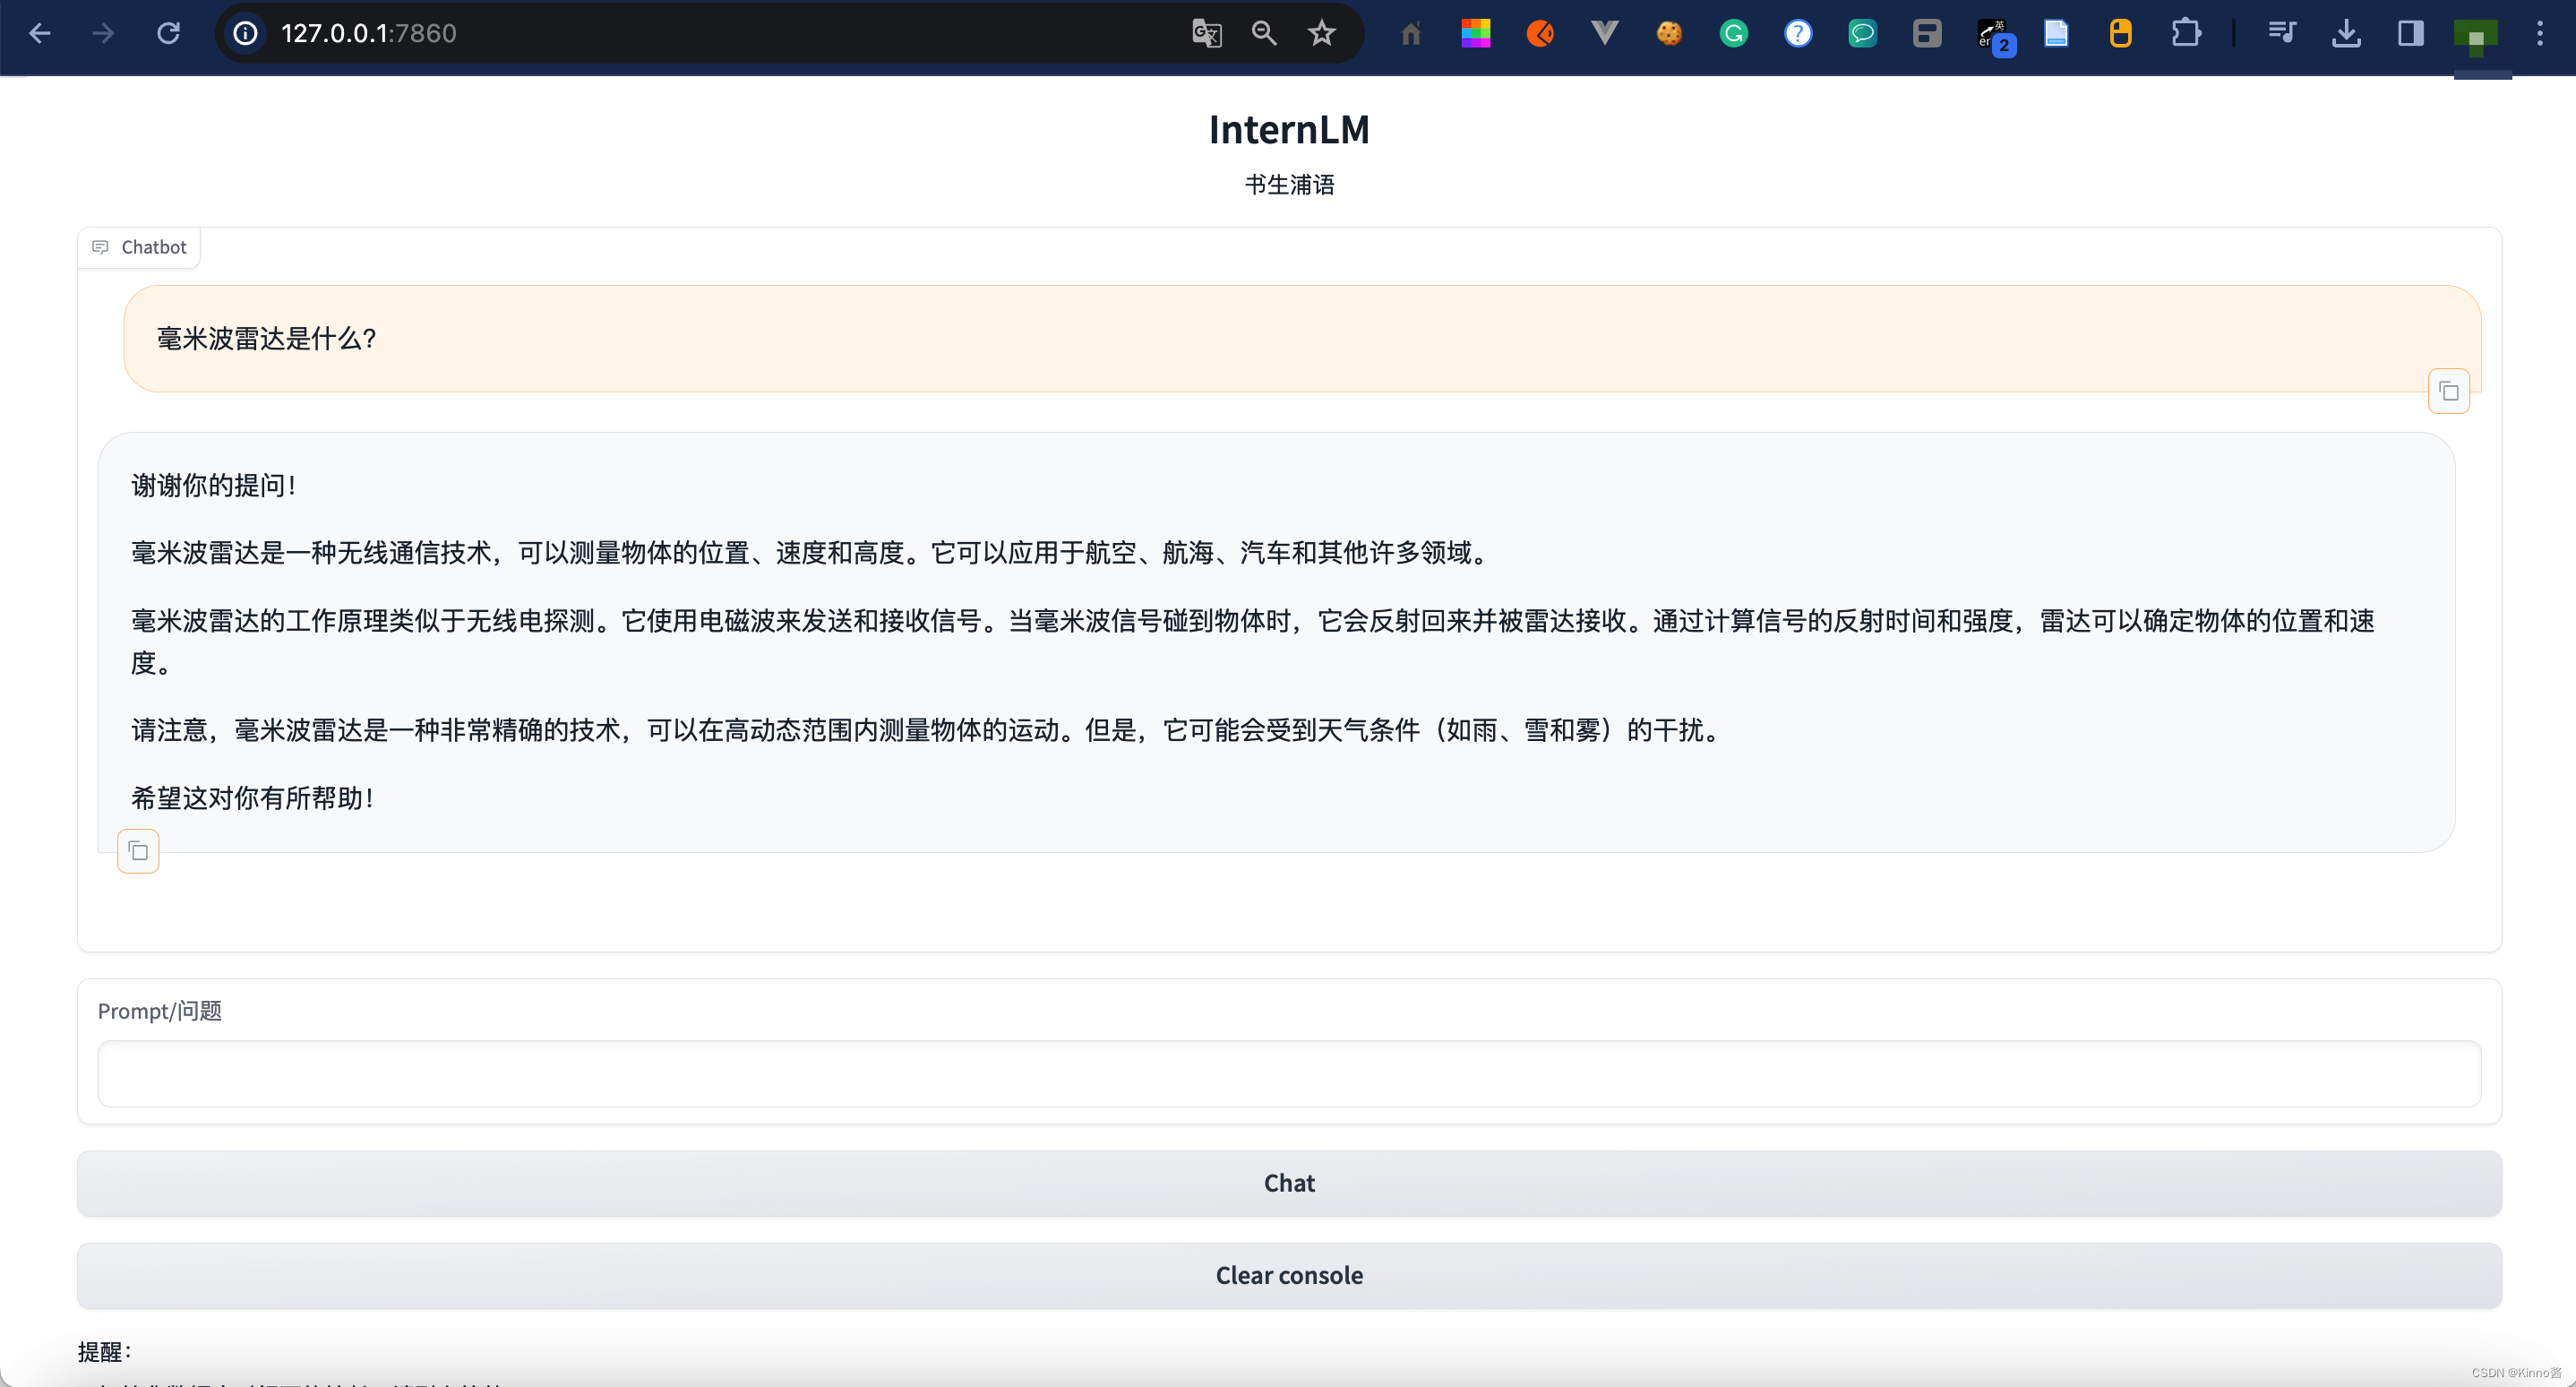 127.0.0.1:7860
英
er
2
InternLM
书生浦语
Chatbot
毫米波雷达是什么?
谢谢你的提问！
毫米波雷达是一种无线通信技术，可以测量物体的位置、速度和高度。它可以应用于航空、航海、汽车和其他许多领域。
毫米波雷达的工作原理类似于无线电探测。它使用电磁波来发送和接收信号。当毫米波信号碰到物体时，它会反射回来并被雷达接收。通过计算信号的反射时间和强度，雷达可以确定物体的位置和速
度。
请注意，毫米波雷达是一种非常精确的技术，可以在高动态范围内测量物体的运动。但是，它可能会受到天气条件（如雨、雪和雾）的干扰。
希望这对你有所帮助！
Prompt/问题
Chat
Clear console
提醒：
CSDN @Kinno酱